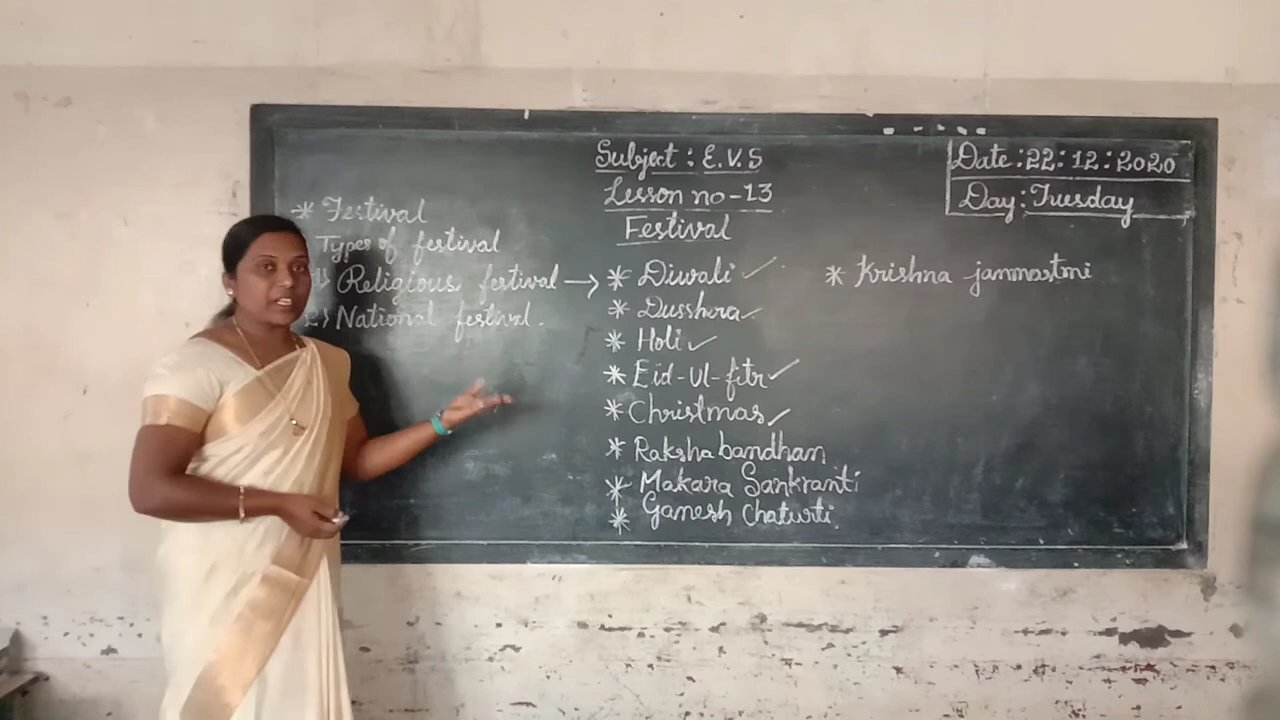 Subject : E.V.S
Lesson no - 13
Festival
Date : 22 : 12 : 2020
Day : Tuesday
* Festival
Types of festival
1) Religious festival →
2) National festival.
* Diwali ✓
* Dusshera ✓
* Holi ✓
* Eid-Ul-fitr ✓
* Christmas ✓
* Raksha bandhan
* Makara Sankranti
* Ganesh Chaturti.
* Krishna janmastmi